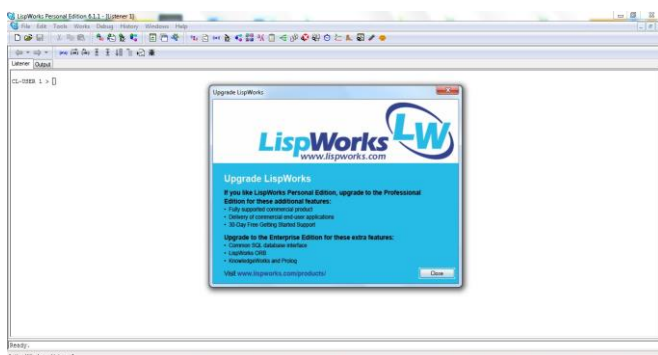 LispWorks Personal Edition 6.1.1 - [Listener 1]
File Edit Tools Works Debug History Windows Help
Listener Output
CL-USER 1 >
Upgrade LispWorks
LispWorks LW
www.lispworks.com
Upgrade LispWorks
If you like LispWorks Personal Edition, upgrade to the Professional
Edition for these additional features:
• Fully supported commercial product
• Delivery of commercial end-user applications
• 30-Day Free Getting Started Support
Upgrade to the Enterprise Edition for these extra features:
• Common SQL database interface
• LispWorks ORB
• KnowledgeWorks and Prolog
Visit www.lispworks.com/products/
Close
Ready.